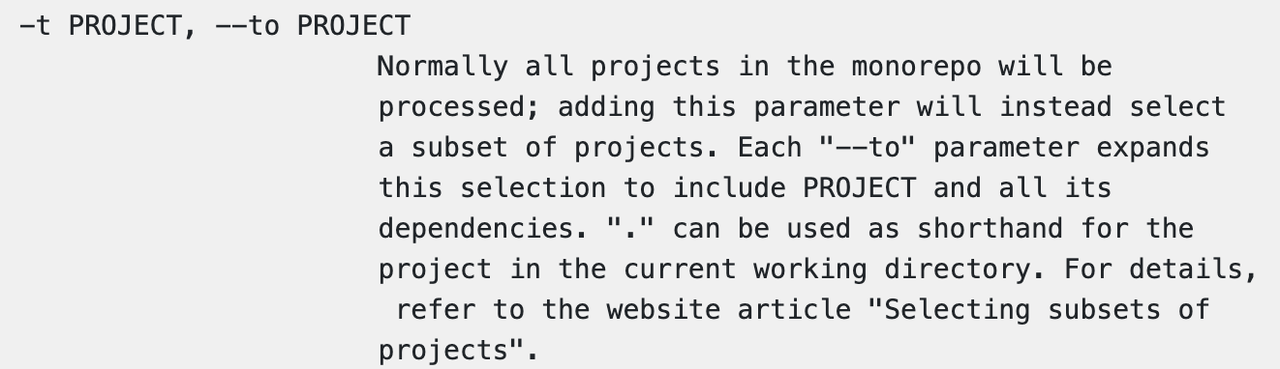 -t PROJECT, --to PROJECT
Normally all projects in the monorepo will be
processed; adding this parameter will instead select
a subset of projects. Each "--to" parameter expands
this selection to include PROJECT and all its
dependencies. "." can be used as shorthand for the
project in the current working directory. For details,
refer to the website article "Selecting subsets of
projects".